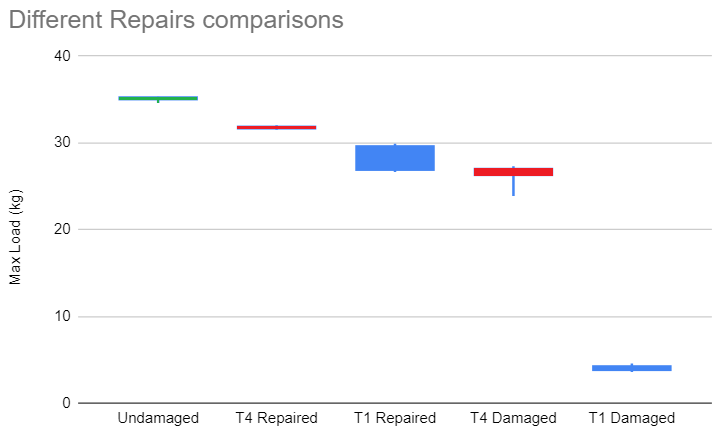 Different Repairs comparisons
40
30
20
10
0
Max Load (kg)
Undamaged T4 Repaired T1 Repaired T4 Damaged T1 Damaged